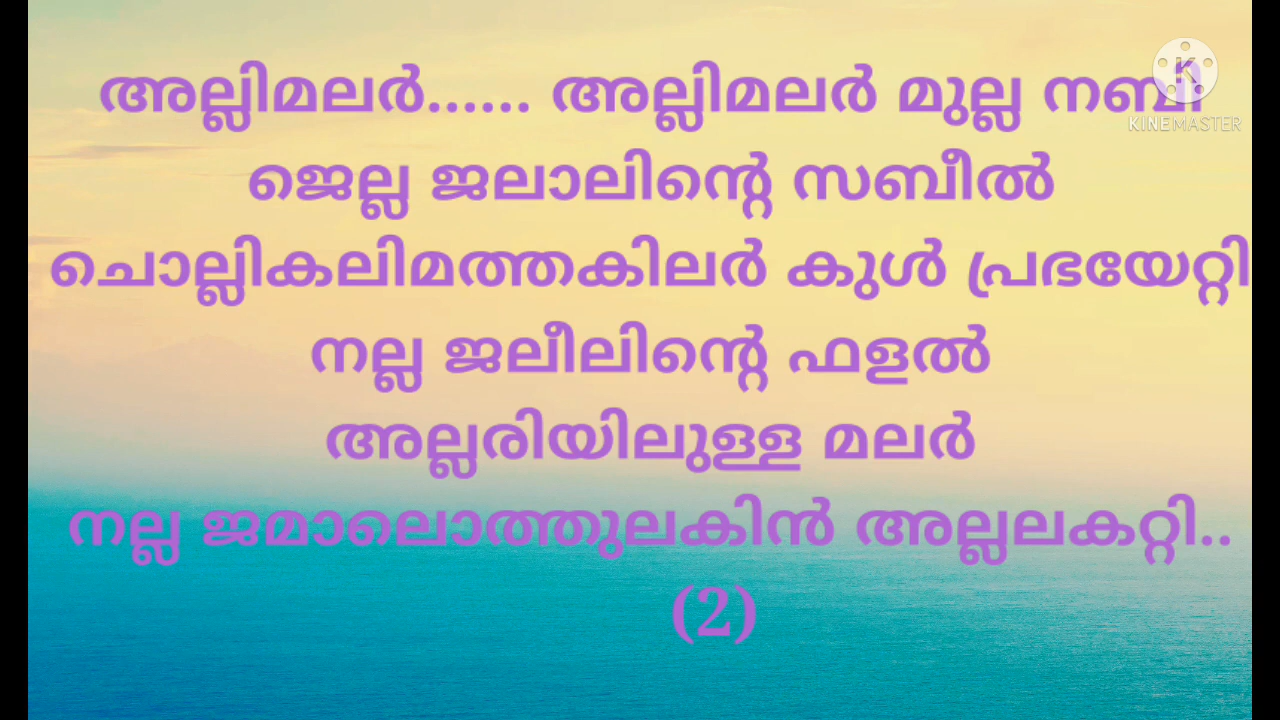 അല്ലിമലർ...... അല്ലിമലർ മുല്ല നബി
KINEMASTER
ജെല്ല ജലാലിന്റെ സബീൽ
ചൊല്ലികലിമത്തകിലർ കുൾ പ്രഭയേറ്റി
നല്ല ജലീലിന്റെ ഫളൽ
അല്ലരിയിലുള്ള മലർ
നല്ല ജമാലൊത്തുലകിൻ അല്ലലകറ്റി..
(2)